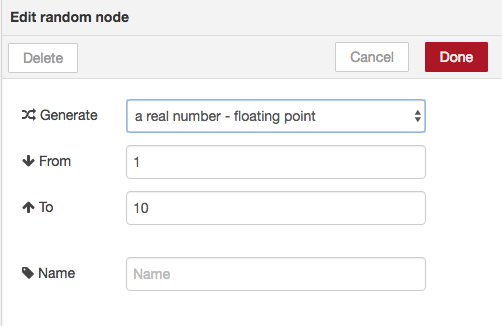 Edit random node
Delete Cancel Done
Generate a real number - floating point
From 1
To 10
Name Name